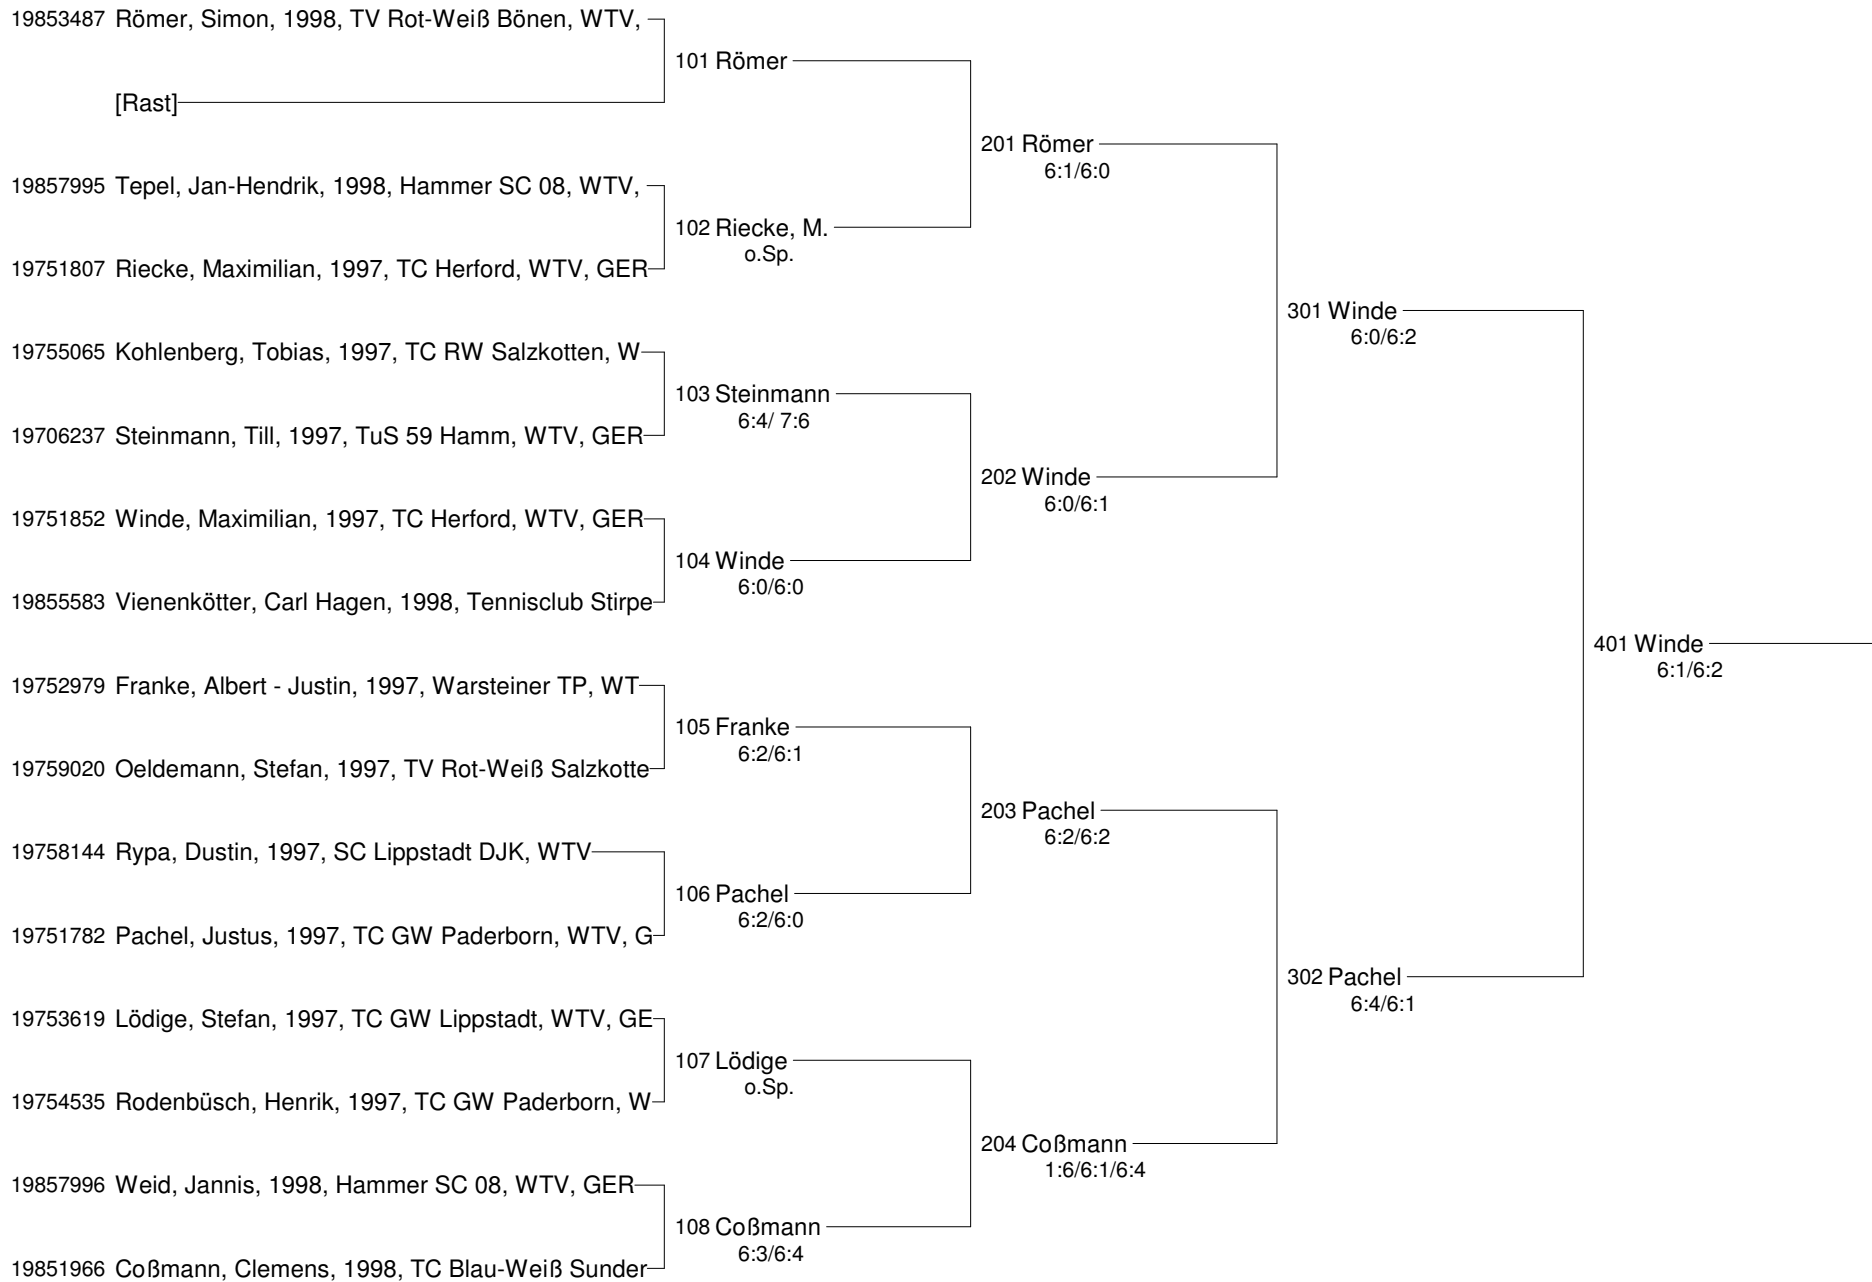 19853487 Römer, Simon, 1998, TV Rot-Weiß Bönen, WTV,
101 Römer
[Rast]
201 Römer
6:1/6:0
19857995 Tepel, Jan-Hendrik, 1998, Hammer SC 08, WTV,
102 Riecke, M.
o.Sp.
19751807 Riecke, Maximilian, 1997, TC Herford, WTV, GER
301 Winde
6:0/6:2
19755065 Kohlenberg, Tobias, 1997, TC RW Salzkotten, W
103 Steinmann
6:4/ 7:6
19706237 Steinmann, Till, 1997, TuS 59 Hamm, WTV, GER
202 Winde
6:0/6:1
19751852 Winde, Maximilian, 1997, TC Herford, WTV, GER
104 Winde
6:0/6:0
19855583 Vienenkötter, Carl Hagen, 1998, Tennisclub Stirpe
401 Winde
6:1/6:2
19752979 Franke, Albert - Justin, 1997, Warsteiner TP, WT
105 Franke
6:2/6:1
19759020 Oeldemann, Stefan, 1997, TV Rot-Weiß Salzkotte
203 Pachel
6:2/6:2
19758144 Rypa, Dustin, 1997, SC Lippstadt DJK, WTV
106 Pachel
6:2/6:0
19751782 Pachel, Justus, 1997, TC GW Paderborn, WTV, G
302 Pachel
6:4/6:1
19753619 Lödige, Stefan, 1997, TC GW Lippstadt, WTV, GE
107 Lödige
o.Sp.
19754535 Rodenbüsch, Henrik, 1997, TC GW Paderborn, W
204 Coßmann
1:6/6:1/6:4
19857996 Weid, Jannis, 1998, Hammer SC 08, WTV, GER
108 Coßmann
6:3/6:4
19851966 Coßmann, Clemens, 1998, TC Blau-Weiß Sunder